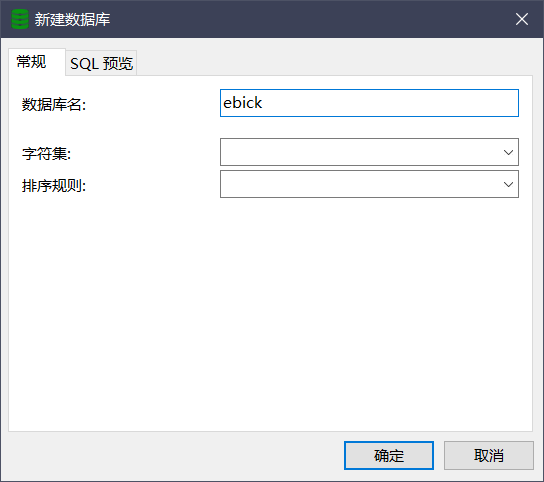 新建数据库
常规 SQL 预览
数据库名: ebick
字符集:
排序规则:
确定 取消